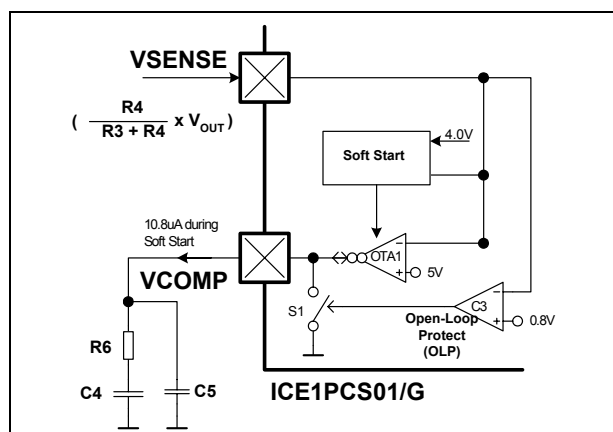 VSENSE
( R4
R3 + R4 x VOUT )
4.0V
Soft Start
10.8uA during
Soft Start
OTA1
−
+
5V
VCOMP
S1
−
C3
+
0.8V
Open-Loop
Protect
(OLP)
R6
C4
C5
ICE1PCS01/G